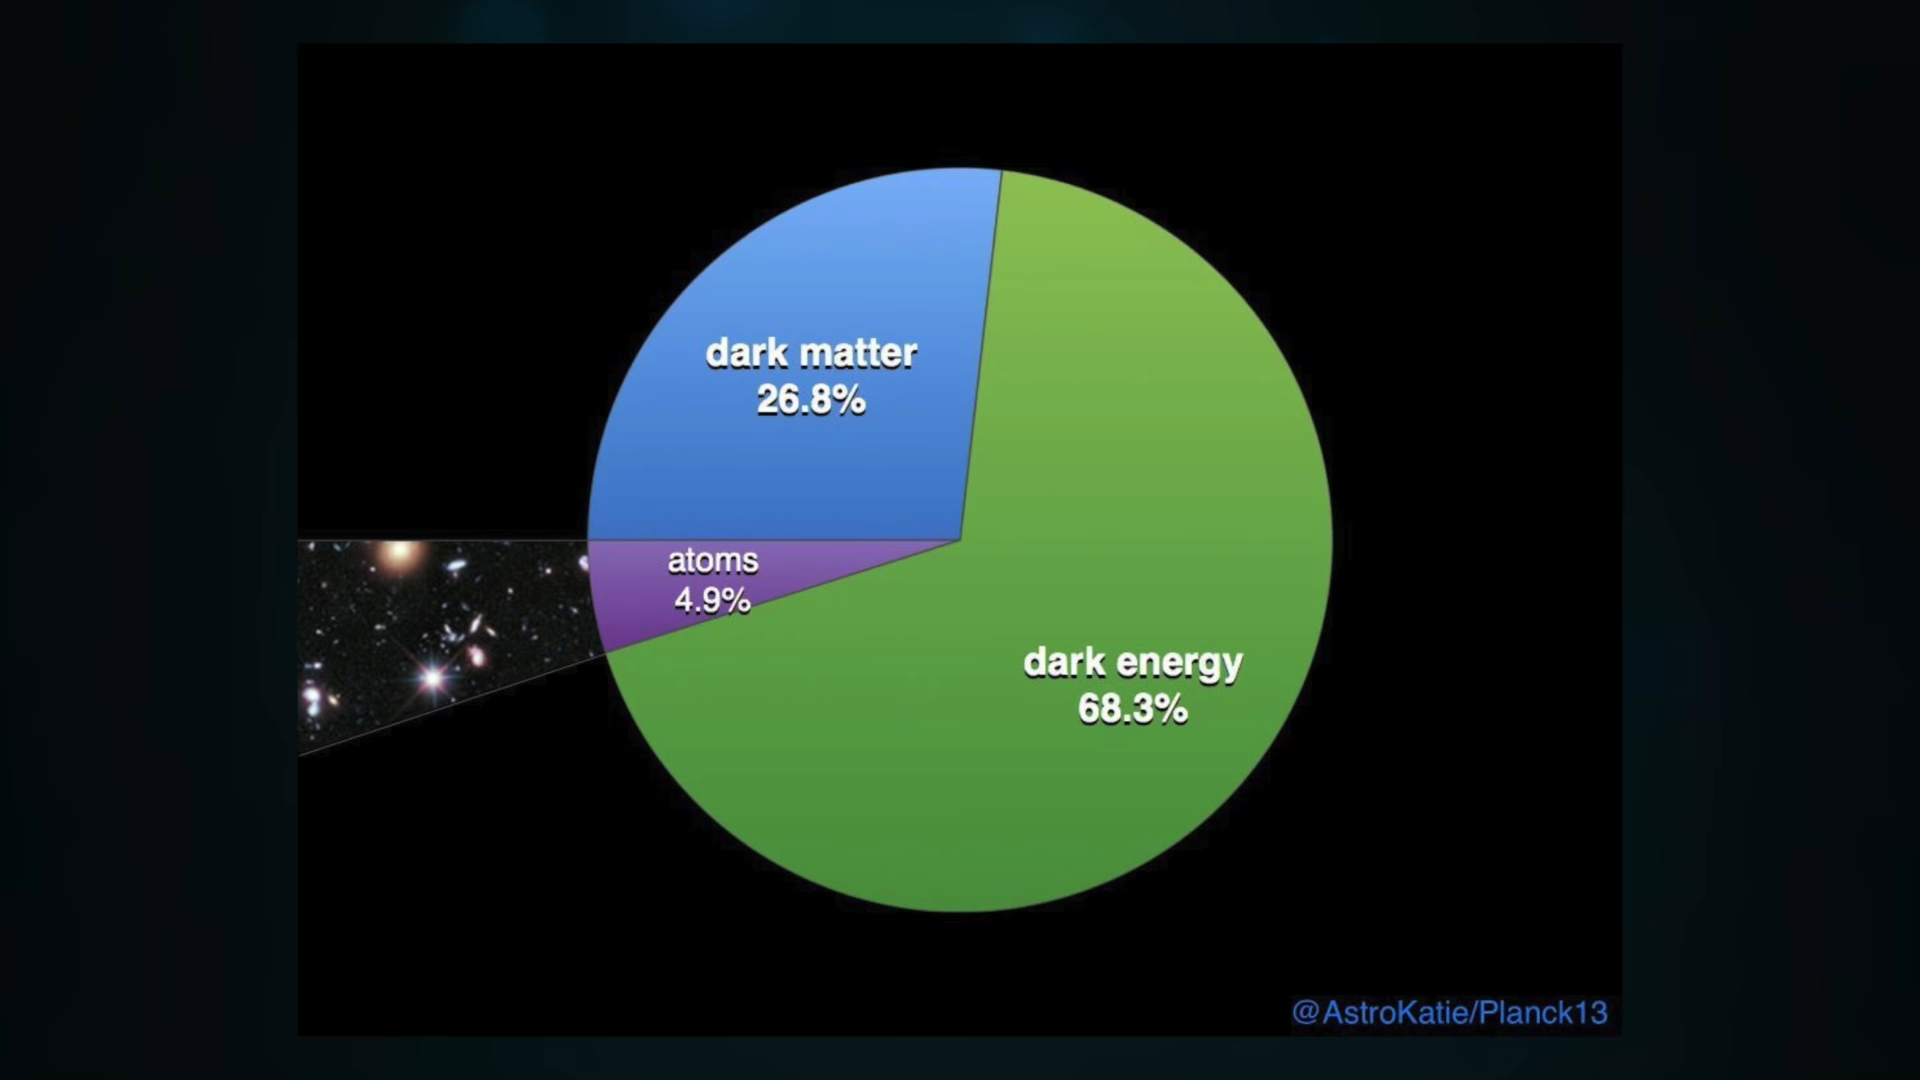 dark matter
26.8%
atoms
4.9%
dark energy
68.3%
@AstroKatie/Planck13